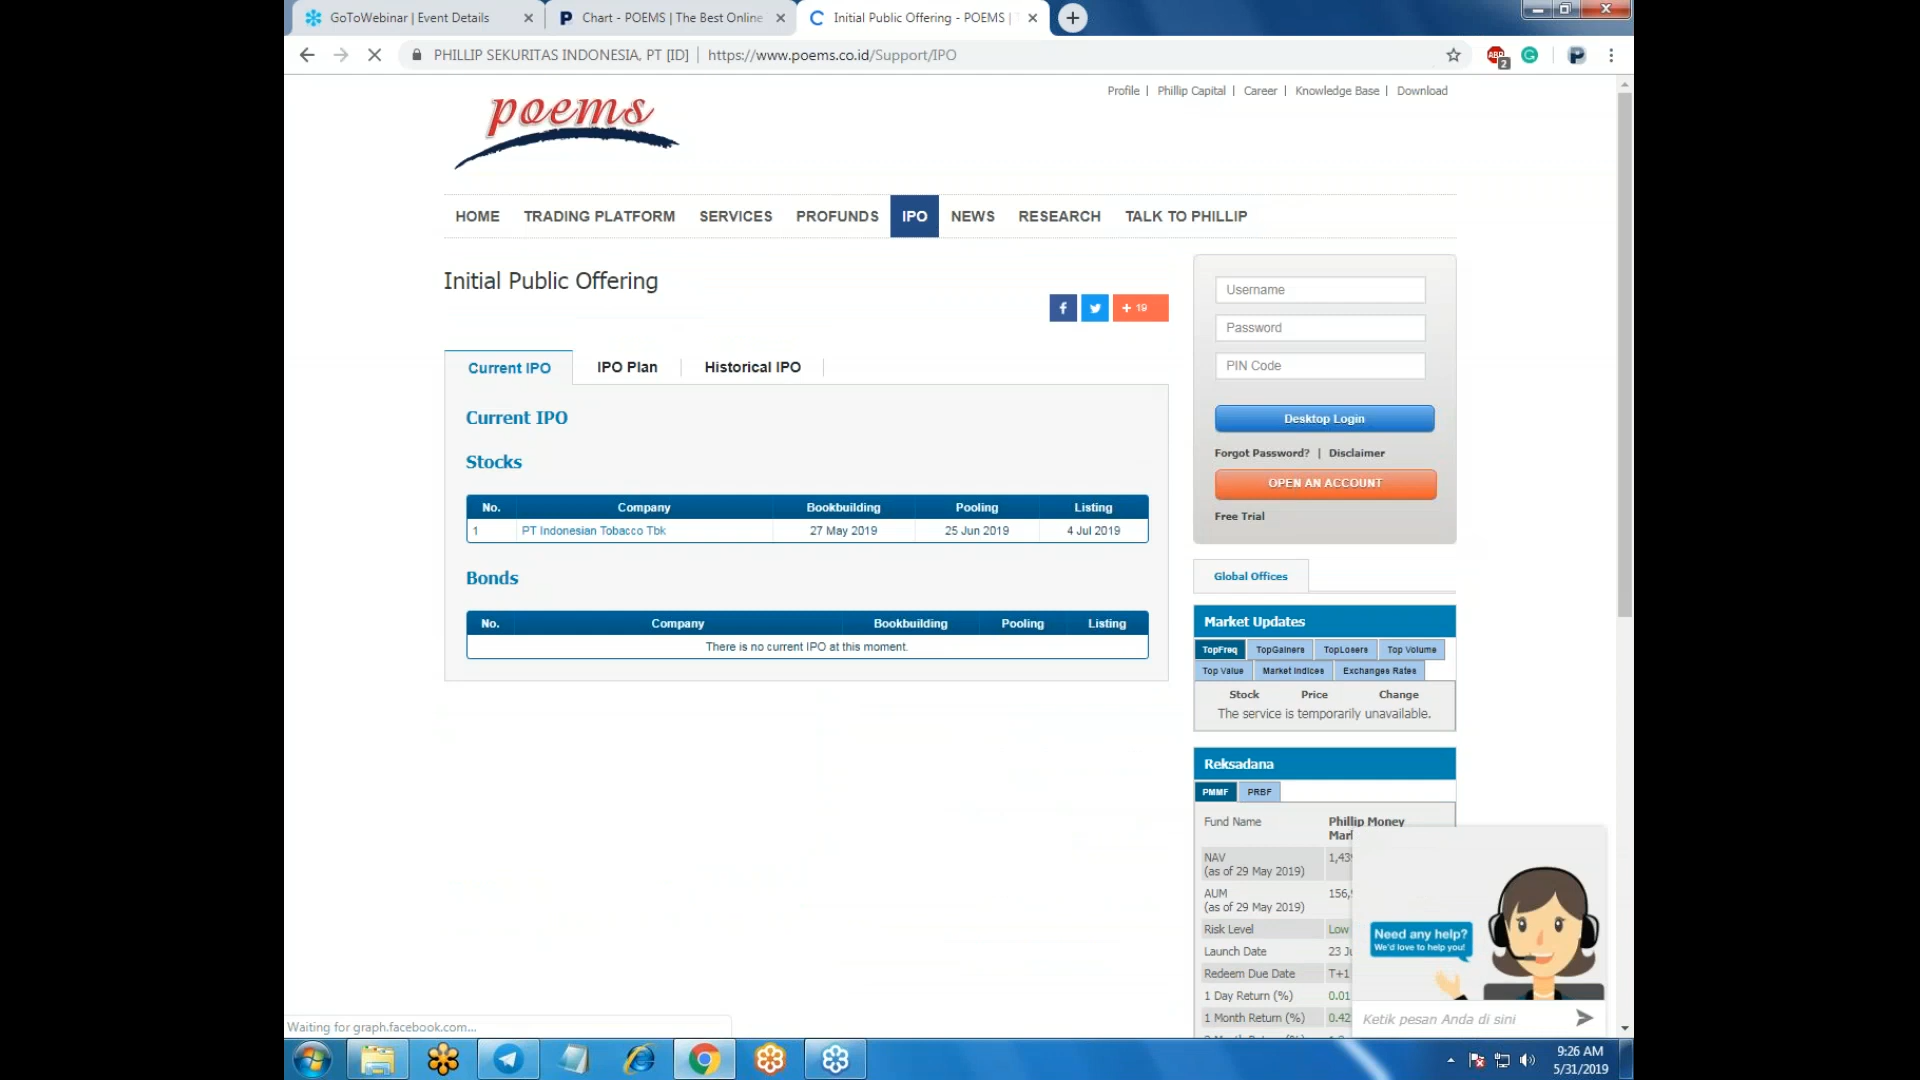 GoToWebinar | Event Details
Chart - POEMS | The Best Online
Initial Public Offering - POEMS |
PHILLIP SEKURITAS INDONESIA, PT [ID] | https://www.poems.co.id/Support/IPO
ABP 2
Profile | Phillip Capital | Career | Knowledge Base | Download
poems
HOME TRADING PLATFORM SERVICES PROFUNDS IPO NEWS RESEARCH TALK TO PHILLIP
Initial Public Offering
+ 19
Current IPO IPO Plan Historical IPO
Current IPO
Stocks
No. Company Bookbuilding Pooling Listing
1 PT Indonesian Tobacco Tbk 27 May 2019 25 Jun 2019 4 Jul 2019
Bonds
No. Company Bookbuilding Pooling Listing
There is no current IPO at this moment.
Username
Password
PIN Code
Desktop Login
Forgot Password? | Disclaimer
OPEN AN ACCOUNT
Free Trial
Global Offices
Market Updates
TopFreq TopGainers TopLosers Top Volume
Top Value Market Indices Exchanges Rates
Stock Price Change
The service is temporarily unavailable.
Reksadana
PMMF PRBF
Fund Name Phillip Money
NAV
(as of 29 May 2019)
AUM
(as of 29 May 2019)
Risk Level Low
Launch Date
Redeem Due Date T+1
1 Day Return (%) 0.01
1 Month Return (%) 0.42
Need any help?
We'd love to help you!
Ketik pesan Anda di sini
Waiting for graph.facebook.com...
9:26 AM
5/31/2019